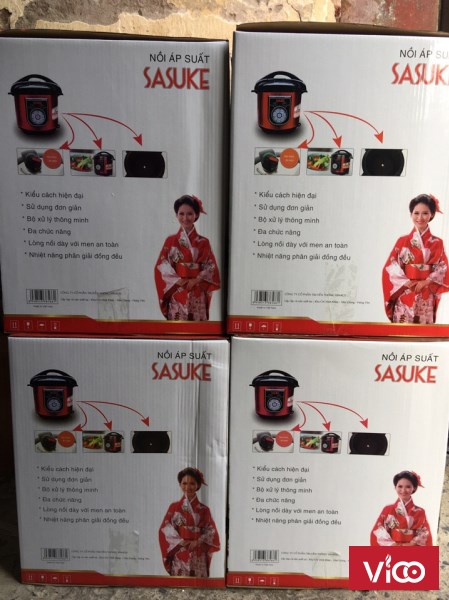 NỒI ÁP SUẤT
SASUKE
* Kiểu cách hiện đại
* Sử dụng đơn giản
* Bộ xử lý thông minh
* Đa chức năng
* Lòng nồi dày với men an toàn
* Nhiệt năng phân giải đồng đều
NỒI ÁP SU
SASUKE
* Kiểu cách hiện đại
* Sử dụng đơn giản
* Bộ xử lý thông minh
* Đa chức năng
* Lòng nồi dày với men an toàn
* Nhiệt năng phân giải đồng đều
NỒI ÁP SUẤT
SASUKE
* Kiểu cách hiện đại
* Sử dụng đơn giản
* Bộ xử lý thông minh
* Đa chức năng
* Lòng nồi dày với men an toàn
* Nhiệt năng phân giải đồng đều
NỒI ÁP SUẤT
SASUKE
* Kiểu cách hiện đại
* Sử dụng đơn giản
* Bộ xử lý thông minh
* Đa chức năng
* Lòng nồi dày với men an toàn
* Nhiệt năng phân giải đồng đều
Vicoo